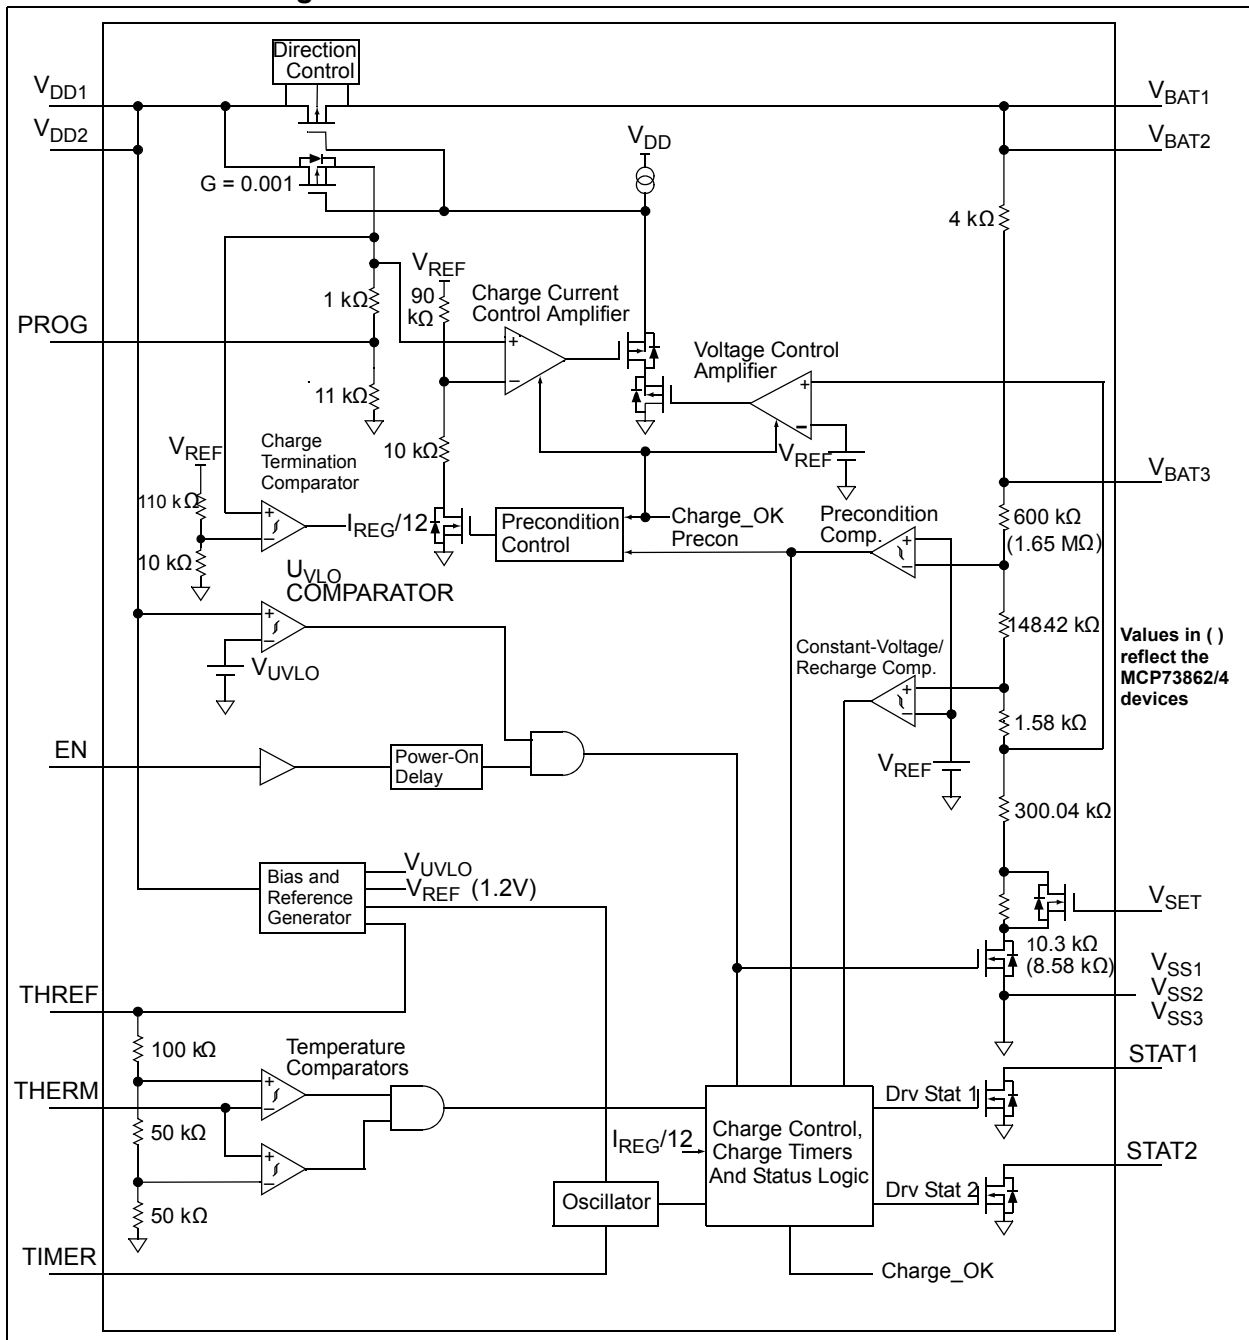 Direction
Control
VDD1
VDD2
VBAT1
VBAT2
VDD
G = 0.001
4 kΩ
VREF
90
kΩ
1 kΩ
Charge Current
Control Amplifier
+
−
PROG
Voltage Control
Amplifier
+
−
11 kΩ
VREF
Charge
Termination
Comparator
10 kΩ
VREF
VBAT3
110 kΩ
+
−
IREG/12
Precondition
Control
Charge_OK
Precon
Precondition
Comp.
+
−
600 kΩ
(1.65 MΩ)
10 kΩ
UVLO
COMPARATOR
+
−
VUVLO
148.42 kΩ
Values in ( )
reflect the
MCP73862/4
devices
Constant-Voltage/
Recharge Comp.
+
−
1.58 kΩ
EN
Power-On
Delay
VREF
300.04 kΩ
Bias and
Reference
Generator
VUVLO
VREF (1.2V)
VSET
10.3 kΩ
(8.58 kΩ)
VSS1
VSS2
VSS3
THREF
100 kΩ
Temperature
Comparators
STAT1
THERM
+
−
Drv Stat 1
50 kΩ
+
−
IREG/12
Charge Control,
Charge Timers
And Status Logic
STAT2
Drv Stat 2
50 kΩ
Oscillator
TIMER
Charge_OK